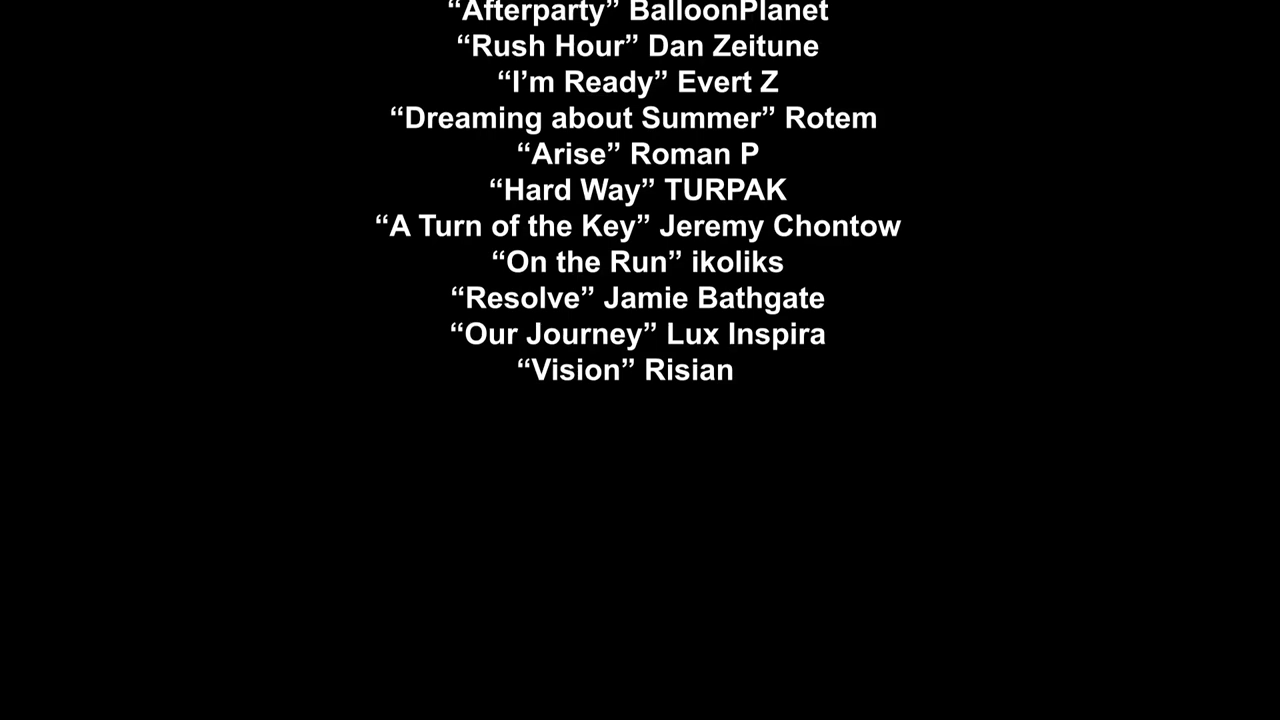 “Afterparty” BalloonPlanet
“Rush Hour” Dan Zeitune
“I’m Ready” Evert Z
“Dreaming about Summer” Rotem
“Arise” Roman P
“Hard Way” TURPAK
“A Turn of the Key” Jeremy Chontow
“On the Run” ikoliks
“Resolve” Jamie Bathgate
“Our Journey” Lux Inspira
“Vision” Risian